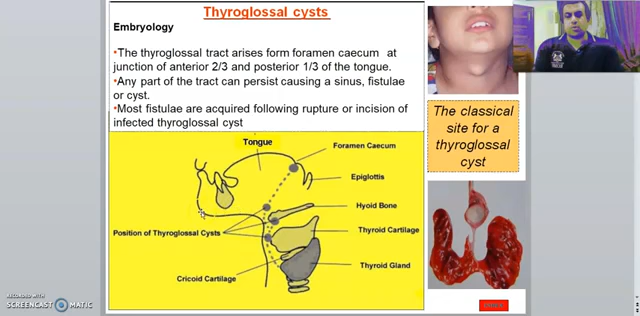 Thyroglossal cysts
Embryology
•The thyroglossal tract arises form foramen caecum at
junction of anterior 2/3 and posterior 1/3 of the tongue.
•Any part of the tract can persist causing a sinus, fistulae
or cyst.
•Most fistulae are acquired following rupture or incision of
infected thyroglossal cyst
The classical
site for a
thyroglossal
cyst
Tongue
Foramen Caecum
Epiglottis
Hyoid Bone
Thyroid Cartilage
Position of Thyroglossal Cysts
Thyroid Gland
Cricoid Cartilage
RECORDED WITH
SCREENCAST MATIC